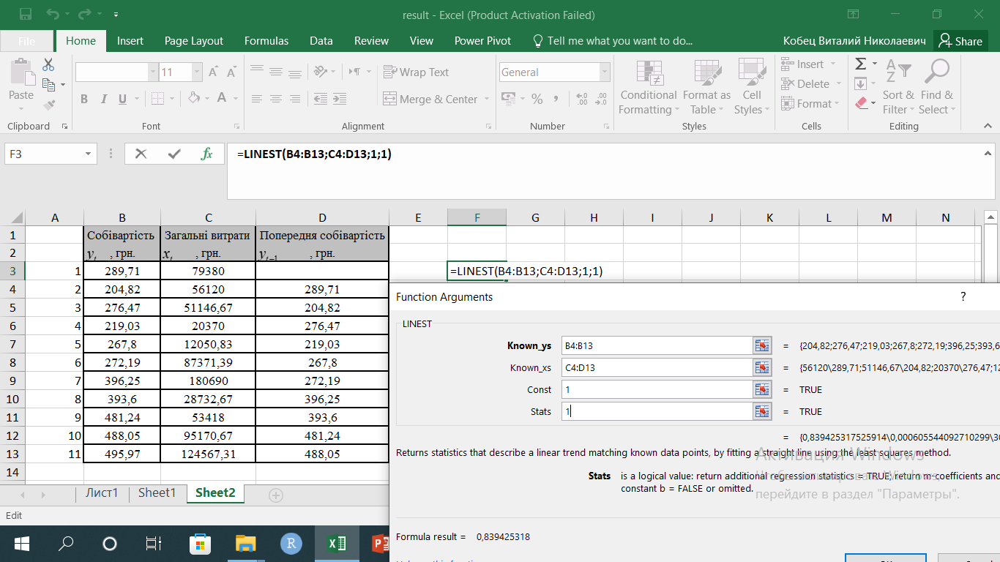 result - Excel (Product Activation Failed)
File Home Insert Page Layout Formulas Data Review View Power Pivot Tell me what you want to do... Кобец Виталий Николаевич Share
11 Wrap Text General Insert
Paste B I U A Merge & Center % Conditional Formatting Format as Table Cell Styles Delete Format Sort & Filter Find & Select
Clipboard Font Alignment Number Styles Cells Editing
F3 fx =LINEST(B4:B13;C4:D13;1;1)
A B C D E F G H I J K L M N
1 Собівартість Загальні витрати Попередня собівартість
2 yt , грн. xt , грн. yt−1 , грн.
3 1 289,71 79380 =LINEST(B4:B13;C4:D13;1;1)
4 2 204,82 56120 289,71
5 3 276,47 51146,67 204,82
6 4 219,03 20370 276,47
7 5 267,8 12050,83 219,03
8 6 272,19 87371,39 267,8
9 7 396,25 180690 272,19
10 8 393,6 28732,67 396,25
11 9 481,24 53418 393,6
12 10 488,05 95170,67 481,24
13 11 495,97 124567,31 488,05
14
Function Arguments ?
LINEST
Known_ys B4:B13 = {204,82;276,47;219,03;267,8;272,19;396,25;393,6
Known_xs C4:D13 = {56120\289,71;51146,67\204,82;20370\276,47;12
Const 1 = TRUE
Stats 1 = TRUE
= {0,839425317525914\0,000605544092710299\30
Returns statistics that describe a linear trend matching known data points, by fitting a straight line using the least squares method.
Stats is a logical value: return additional regression statistics = TRUE; return m-coefficients and
constant b = FALSE or omitted.
Активация Windows
Чтобы активировать Windows,
перейдите в раздел "Параметры".
Formula result = 0,839425318
Лист1 Sheet1 Sheet2
Edit
R